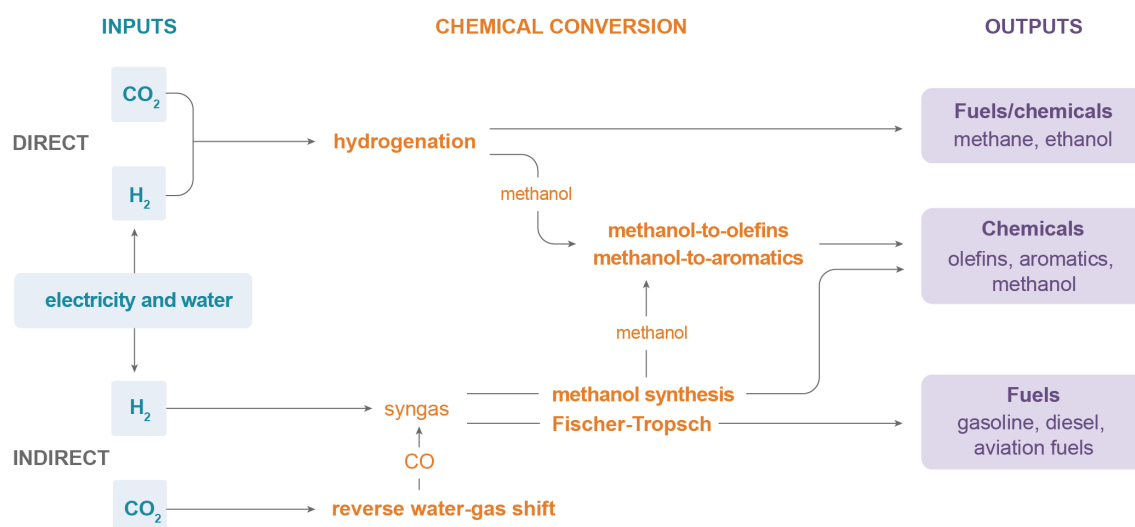 INPUTS
CHEMICAL CONVERSION
OUTPUTS
CO₂
DIRECT
hydrogenation
Fuels/chemicals
methane, ethanol
H₂
methanol
methanol-to-olefins
methanol-to-aromatics
Chemicals
olefins, aromatics,
methanol
electricity and water
methanol
H₂
syngas
methanol synthesis
Fischer-Tropsch
Fuels
gasoline, diesel,
aviation fuels
INDIRECT
CO
CO₂
reverse water-gas shift